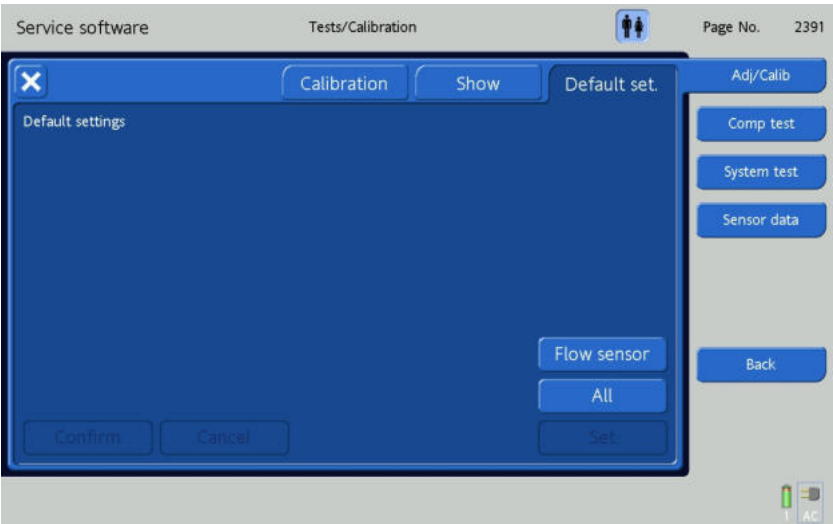 Service software Tests/Calibration Page No. 2391
Calibration Show Default set. Adj/Calib
Default settings Comp test
System test
Sensor data
Flow sensor Back
All
Confirm Cancel Set
1 AC